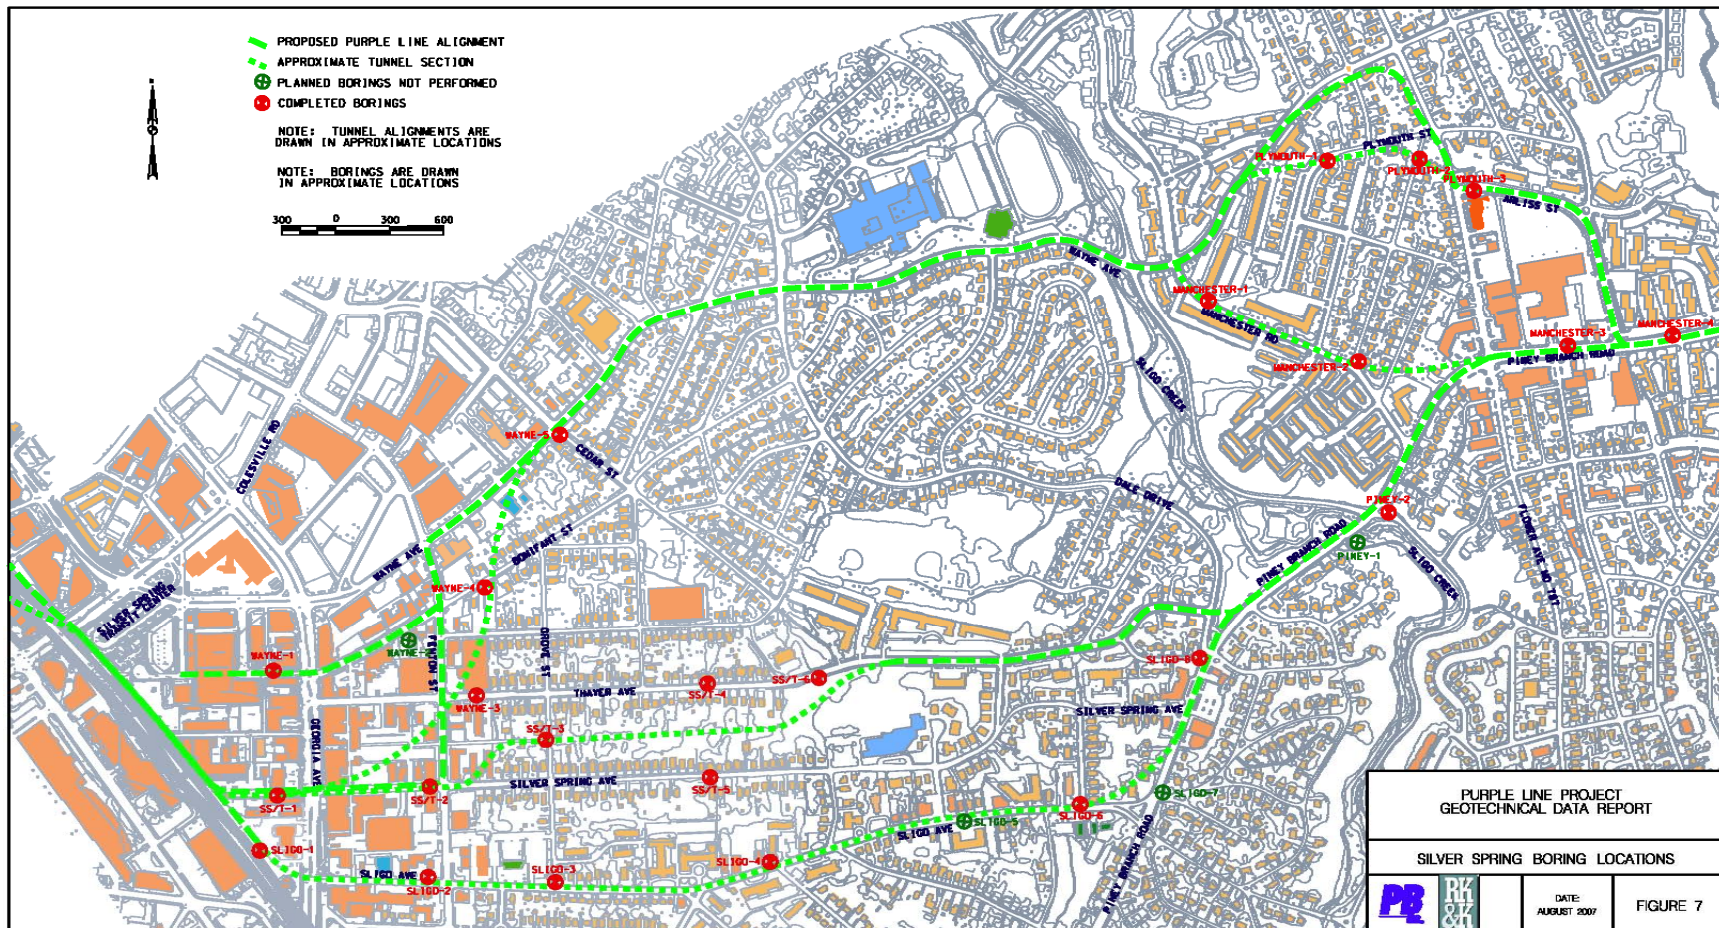 PROPOSED PURPLE LINE ALIGNMENT
APPROXIMATE TUNNEL SECTION
PLANNED BORINGS NOT PERFORMED
COMPLETED BORINGS
NOTE: TUNNEL ALIGNMENTS ARE
DRAWN IN APPROXIMATE LOCATIONS
NOTE: BORINGS ARE DRAWN
IN APPROXIMATE LOCATIONS
300 0 300 600
PLYMOUTH ST
PLYMOUTH-1
PLYMOUTH-2
PLYMOUTH-3
ARLISS ST
WAYNE AVE
MANCHESTER-1
MANCHESTER RD
MANCHESTER-2
MANCHESTER-3
MANCHESTER-4
PINEY BRANCH ROAD
SLIGO CREEK
COLESVILLE RD
WAYNE-5
CEDAR ST
DALE DRIVE
PINEY-2
PINEY BRANCH ROAD
PINEY-1
SLIGO CREEK
FLOWER AVE
WAYNE AVE
BONIFANT ST
WAYNE-4
SILVER SPRING
TRANSIT CENTER
WAYNE-1
WAYNE-2
FENTON ST
GROVE ST
SLIGO-8
SS/T-6
SS/T-4
THAYER AVE
WAYNE-3
SILVER SPRING AVE
SS/T-3
GEORGIA AVE
SS/T-1
SS/T-2
SILVER SPRING AVE
SS/T-5
SLIGO-7
SLIGO-6
SLIGO-5
SLIGO AVE
PINEY BRANCH ROAD
SLIGO-1
SLIGO AVE
SLIGO-2
SLIGO-3
SLIGO-4
PURPLE LINE PROJECT
GEOTECHNICAL DATA REPORT
SILVER SPRING BORING LOCATIONS
PB
RK
&K
DATE:
AUGUST 2007
FIGURE 7